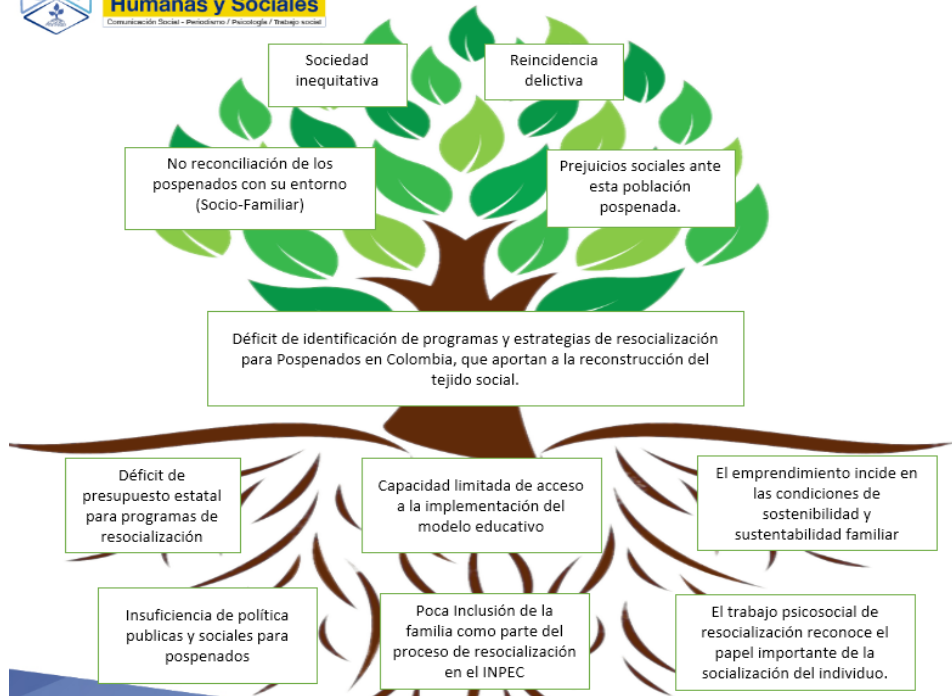 Humanas y Sociales
Comunicación Social - Periodismo / Psicología / Trabajo social
Sociedad
inequitativa
Reincidencia
delictiva
No reconciliación de los
pospenados con su entorno
(Socio-Familiar)
Prejuicios sociales ante
esta población
pospenada.
Déficit de identificación de programas y estrategias de resocialización
para Pospenados en Colombia, que aportan a la reconstrucción del
tejido social.
Déficit de
presupuesto estatal
para programas de
resocialización
Capacidad limitada de acceso
a la implementación del
modelo educativo
El emprendimiento incide en
las condiciones de
sostenibilidad y
sustentabilidad familiar
Insuficiencia de política
publicas y sociales para
pospenados
Poca Inclusión de la
familia como parte del
proceso de resocialización
en el INPEC
El trabajo psicosocial de
resocialización reconoce el
papel importante de la
socialización del individuo.